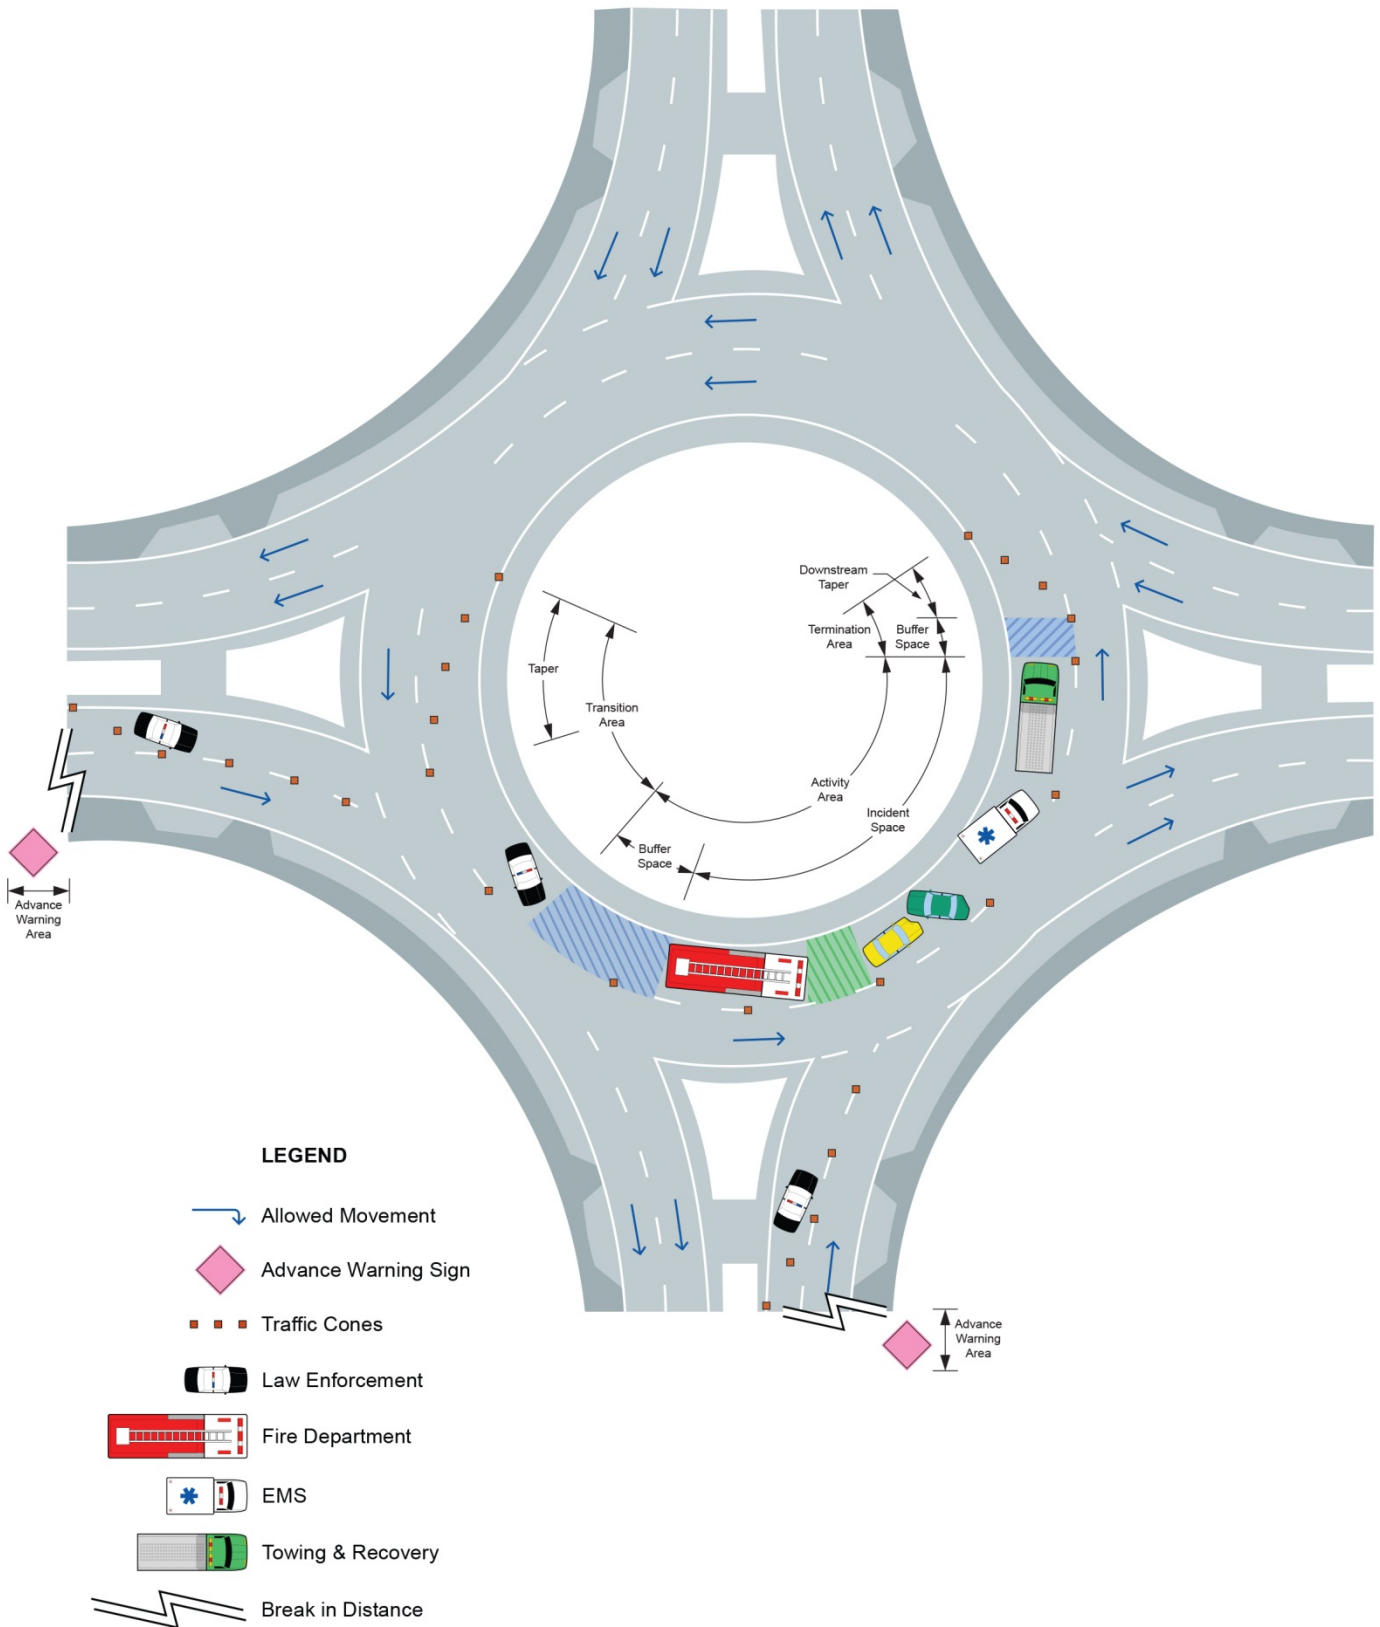 Downstream
Taper
Termination
Area
Buffer
Space
Taper
Transition
Area
Activity
Area
Incident
Space
Buffer
Space
Advance
Warning
Area
LEGEND
Allowed Movement
Advance Warning Sign
Traffic Cones
Advance
Warning
Area
Law Enforcement
Fire Department
EMS
Towing & Recovery
Break in Distance